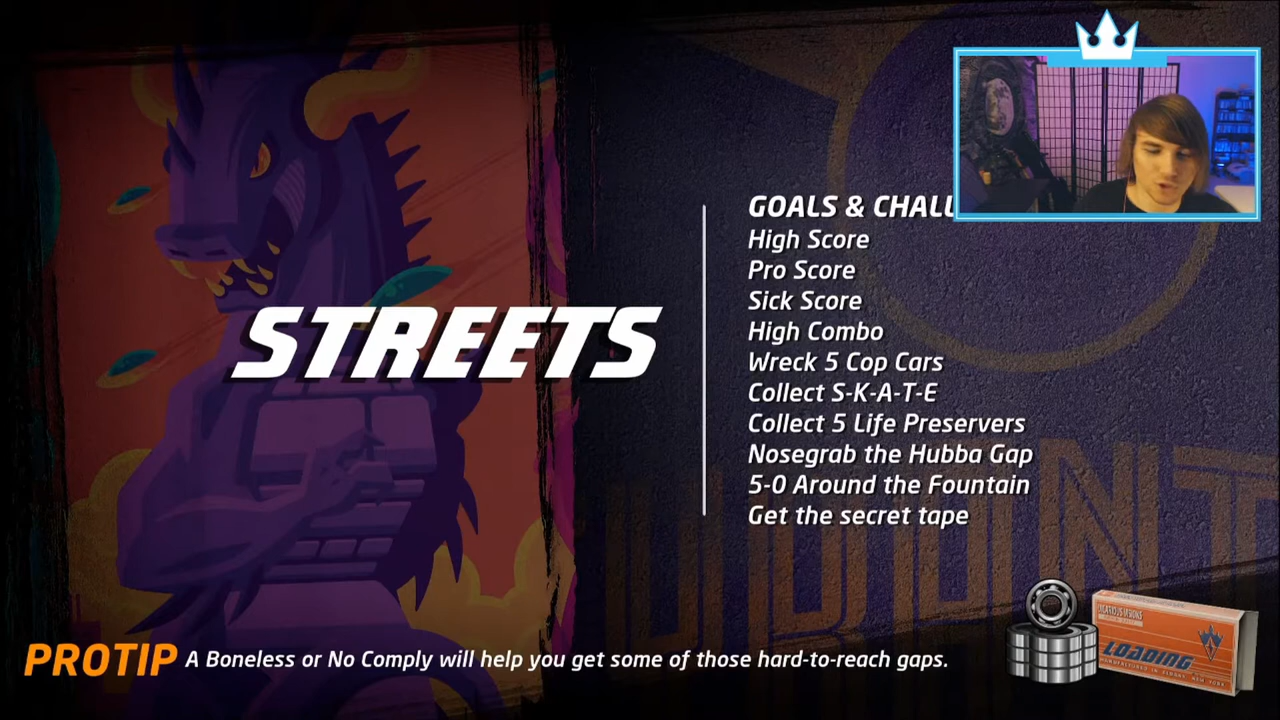 GOALS & CHALL
High Score
Pro Score
Sick Score
High Combo
Wreck 5 Cop Cars
Collect S-K-A-T-E
Collect 5 Life Preservers
Nosegrab the Hubba Gap
5-0 Around the Fountain
Get the secret tape
STREETS
PROTIP A Boneless or No Comply will help you get some of those hard-to-reach gaps.
LOADING